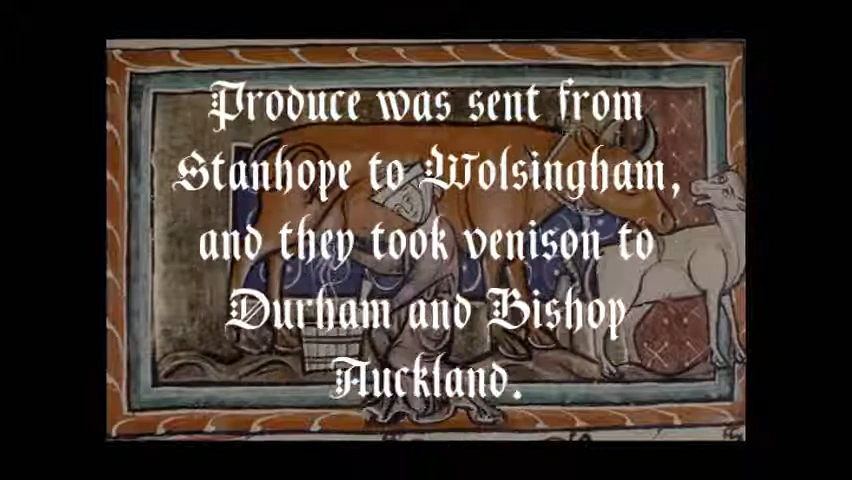 Produce was sent from
Stanhope to Wolsingham,
and they took venison to
Durham and Bishop
Auckland.